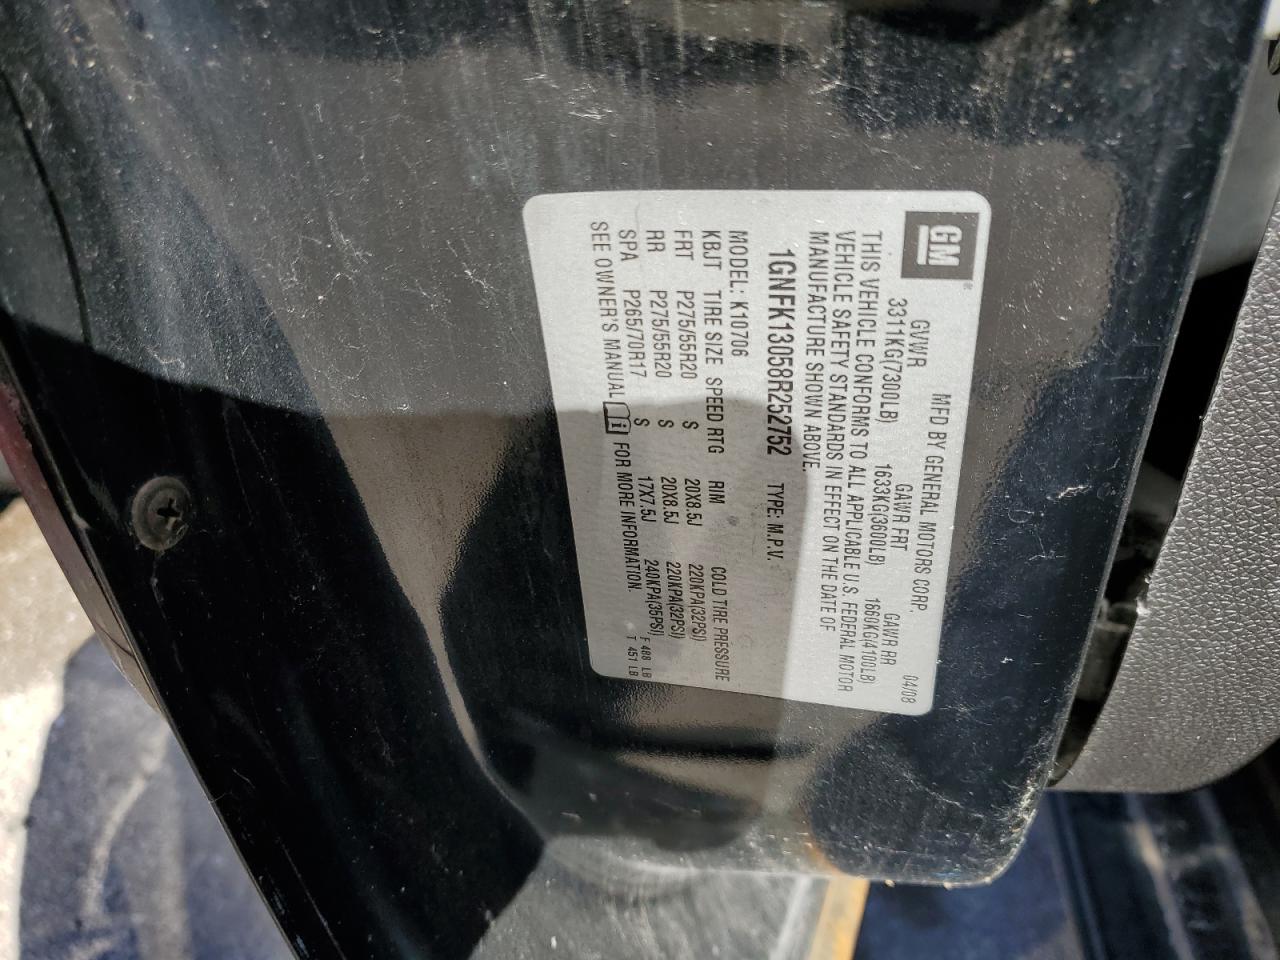 GM®
MFD BY GENERAL MOTORS CORP. 04/08
GVWR GAWR FRT GAWR RR
3311KG(7300LB) 1633KG(3600LB) 1860KG(4100LB)
THIS VEHICLE CONFORMS TO ALL APPLICABLE U.S. FEDERAL MOTOR
VEHICLE SAFETY STANDARDS IN EFFECT ON THE DATE OF
MANUFACTURE SHOWN ABOVE.
1GNFK13058R252752 TYPE: M.P.V.
MODEL: K10706
KBJT TIRE SIZE SPEED RTG RIM COLD TIRE PRESSURE
FRT P275/55R20 S 20X8.5J 220KPA(32PSI)
RR P275/55R20 S 20X8.5J 220KPA(32PSI)
SPA P265/70R17 S 17X7.5J 240KPA(35PSI) F 488 LB
SEE OWNER'S MANUAL i FOR MORE INFORMATION. T 451 LB